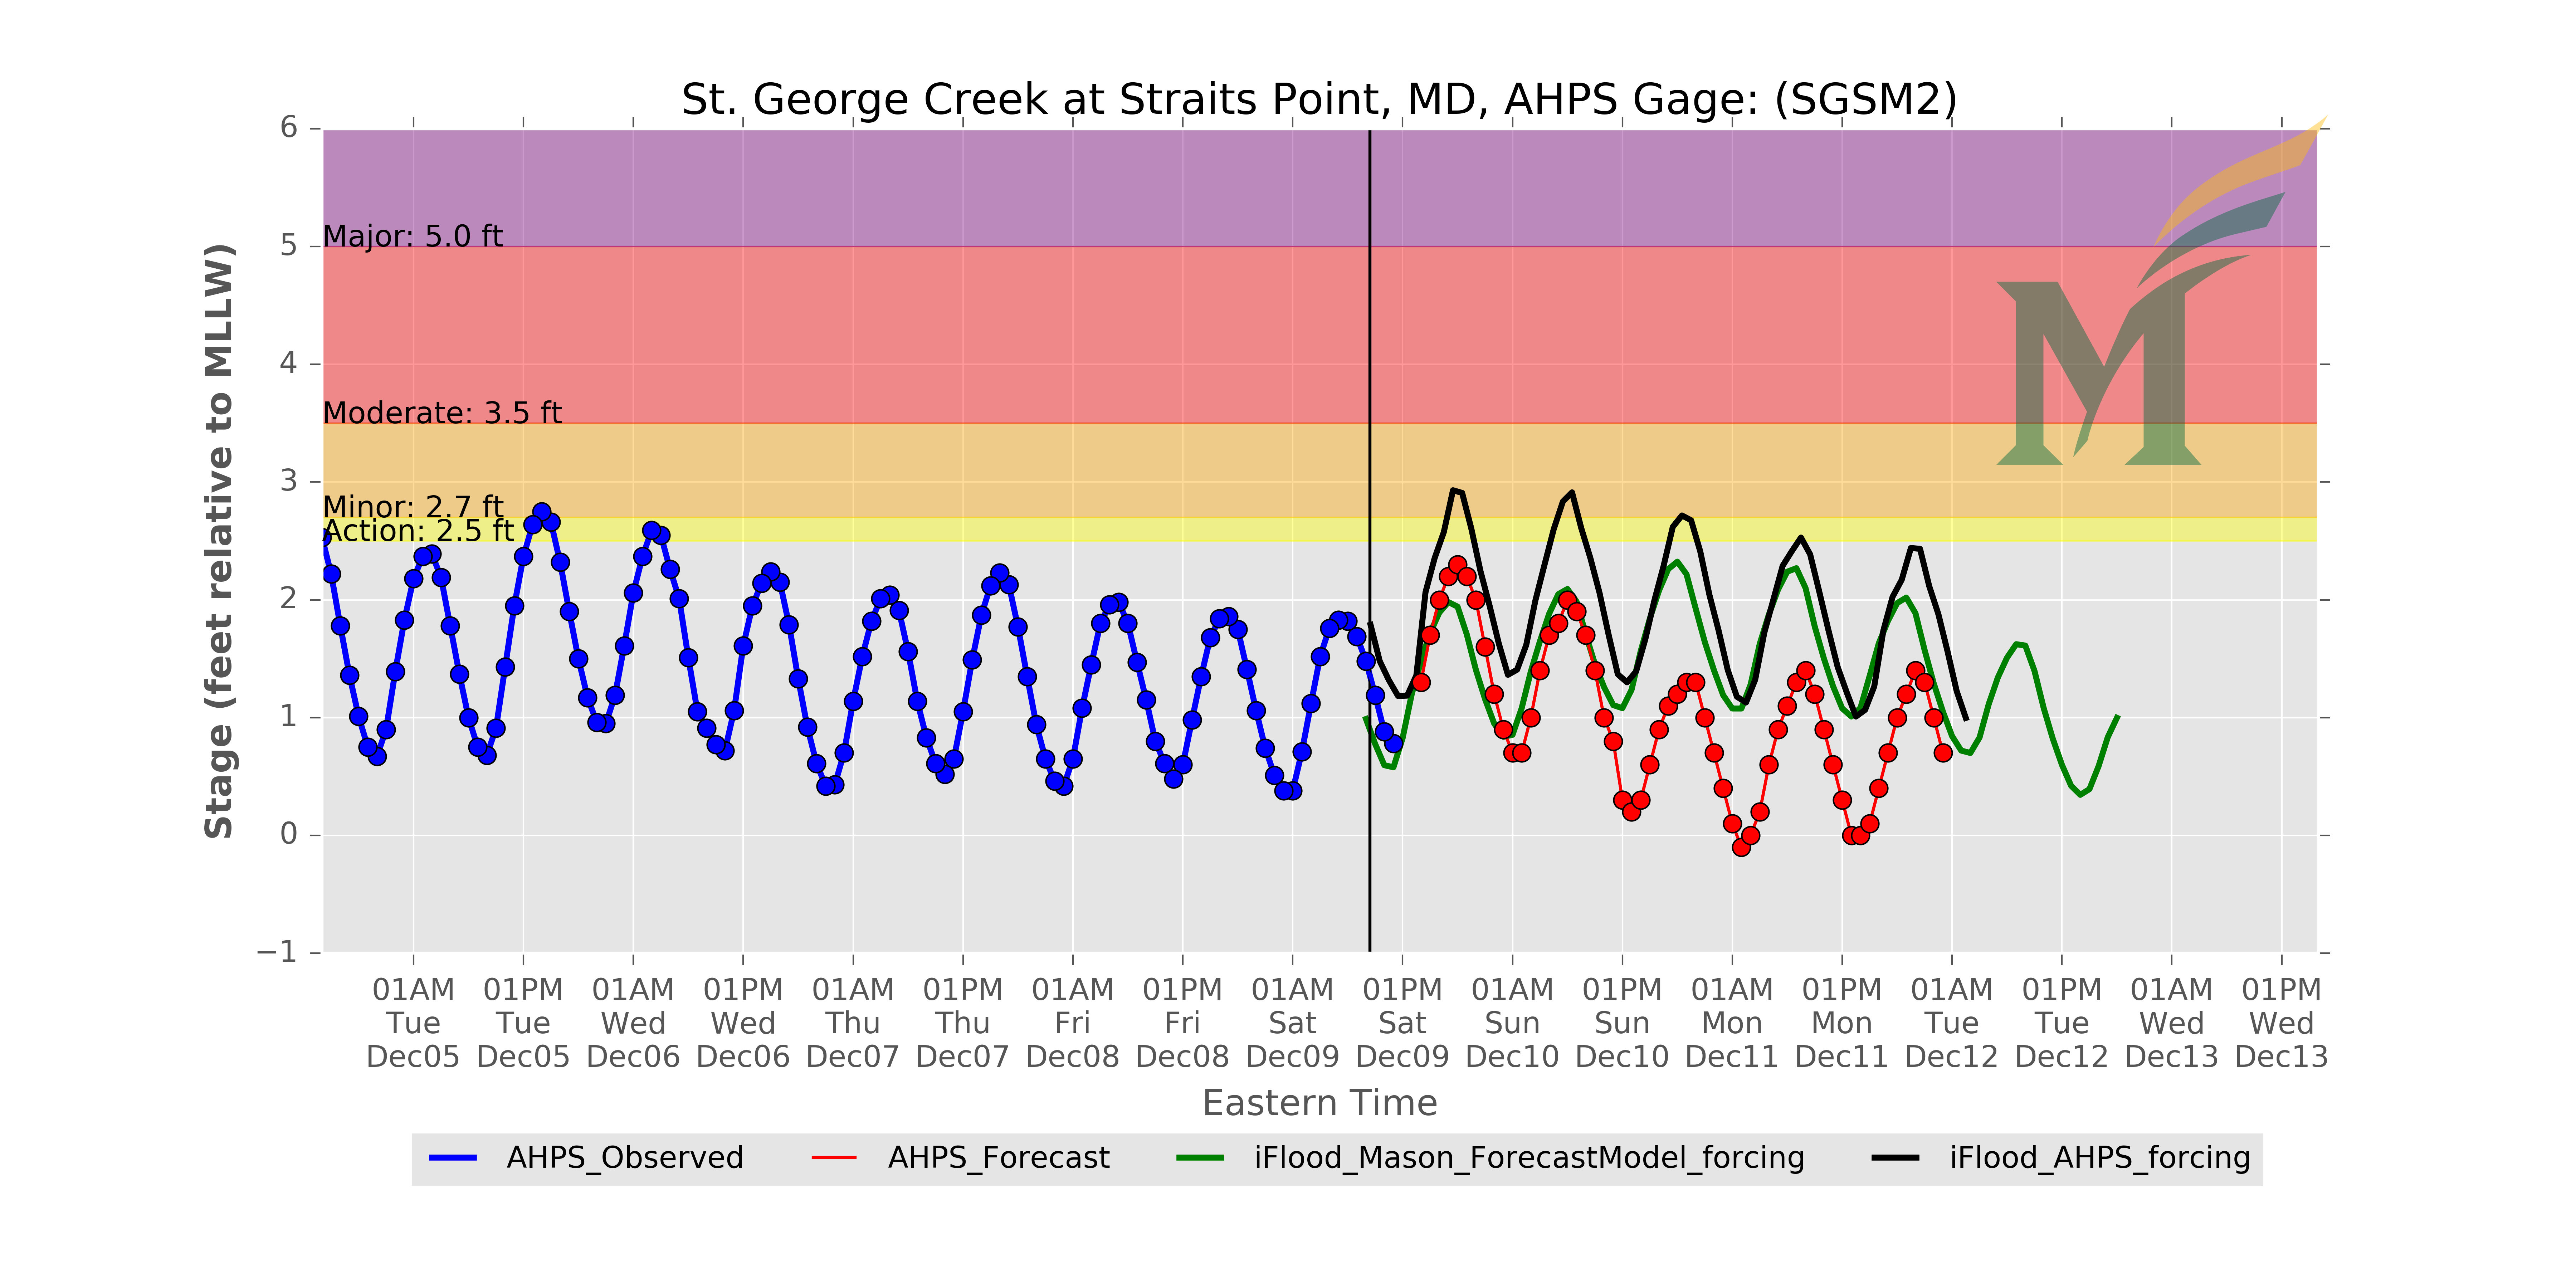 St. George Creek at Straits Point, MD, AHPS Gage: (SGSM2)
Stage (feet relative to MLLW)
6
5
4
3
2
1
0
−1
Major: 5.0 ft
Moderate: 3.5 ft
Minor: 2.7 ft
Action: 2.5 ft
M
01AM 01PM 01AM 01PM 01AM 01PM 01AM 01PM 01AM 01PM 01AM 01PM 01AM 01PM 01AM 01PM 01AM 01PM
Tue Tue Wed Wed Thu Thu Fri Fri Sat Sat Sun Sun Mon Mon Tue Tue Wed Wed
Dec05 Dec05 Dec06 Dec06 Dec07 Dec07 Dec08 Dec08 Dec09 Dec09 Dec10 Dec10 Dec11 Dec11 Dec12 Dec12 Dec13 Dec13
Eastern Time
AHPS_Observed AHPS_Forecast iFlood_Mason_ForecastModel_forcing iFlood_AHPS_forcing